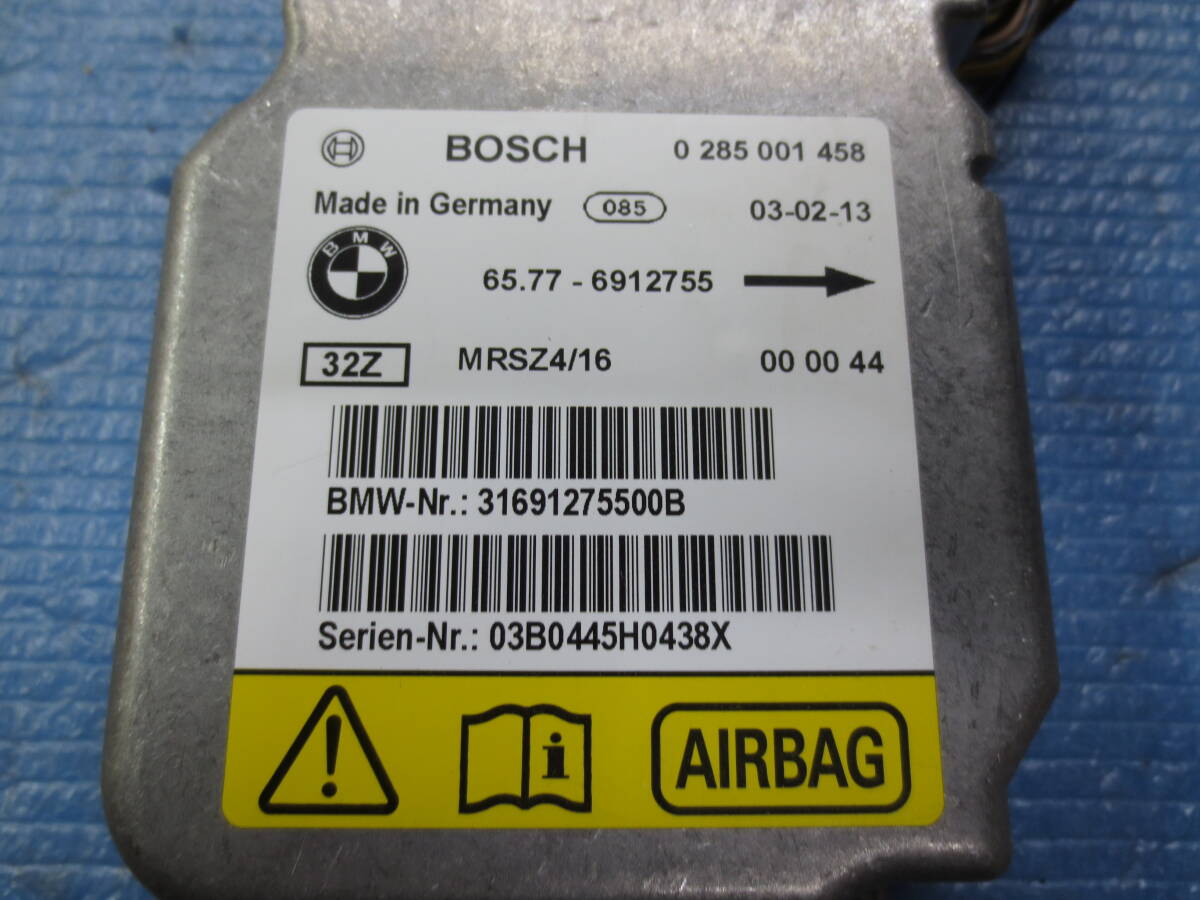 BOSCH 0 285 001 458
Made in Germany 085 03-02-13
BMW
65.77 - 6912755
32Z MRSZ4/16 00 00 44
BMW-Nr.: 31691275500B
Serien-Nr.: 03B0445H0438X
! i AIRBAG